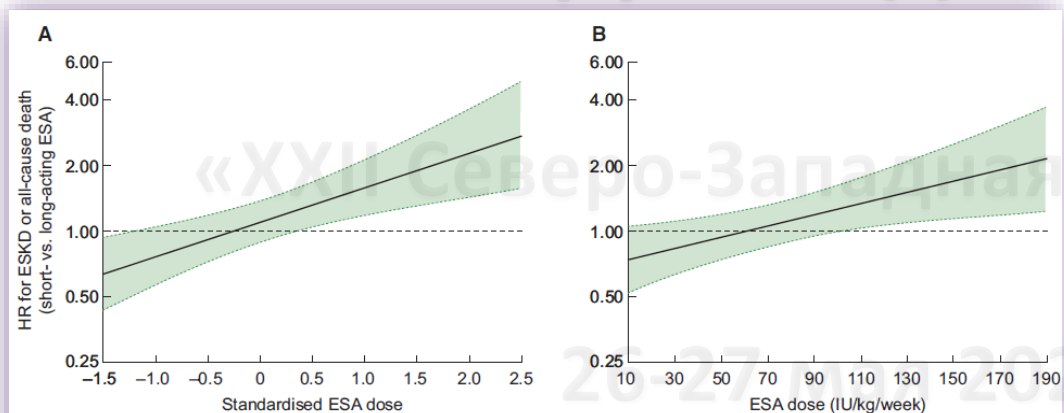 A
B
HR for ESKD or all-cause death
(short- vs. long-acting ESA)
6.00
4.00
2.00
1.00
0.50
0.25
-1.5 -1.0 -0.5 0 0.5 1.0 1.5 2.0 2.5
Standardised ESA dose
6.00
4.00
2.00
1.00
0.50
0.25
10 30 50 70 90 110 130 150 170 190
ESA dose (IU/kg/week)
«XXII Северо-Западная
26-27 мая 202